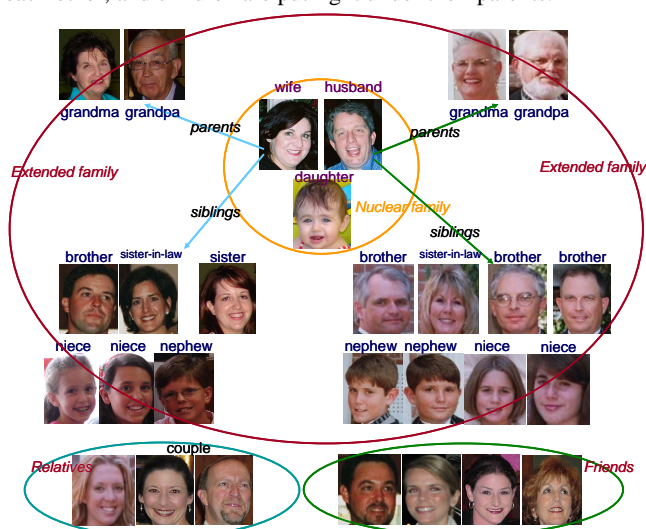 wife husband
grandma grandpa
grandma grandpa
parents
parents
Extended family
Extended family
daughter
Nuclear family
siblings
siblings
brother sister-in-law sister
brother sister-in-law brother brother
niece niece nephew
nephew nephew niece niece
couple
Relatives
Friends